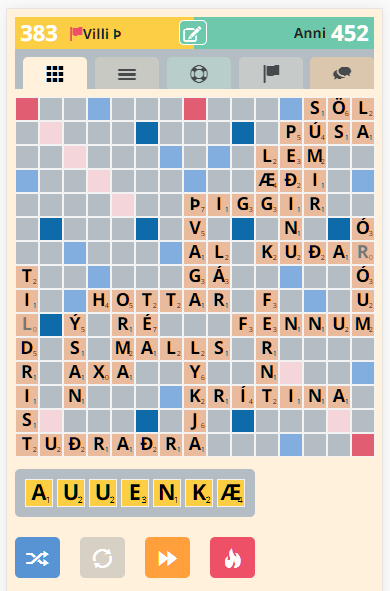 383 Villi Þ Anni 452
S Ö L
P Ú S A
L E M
Æ Ð I
Þ I G G I R
V N Ó
A L K U Ð A R
T G Á Ó
I H O T T A R F U
L Ý R É F E N N U M
D S M A L L S R
R A X A Y N
I N K R Í T I N A
S J
T U Ð R A Ð R A
A U U E N K Æ